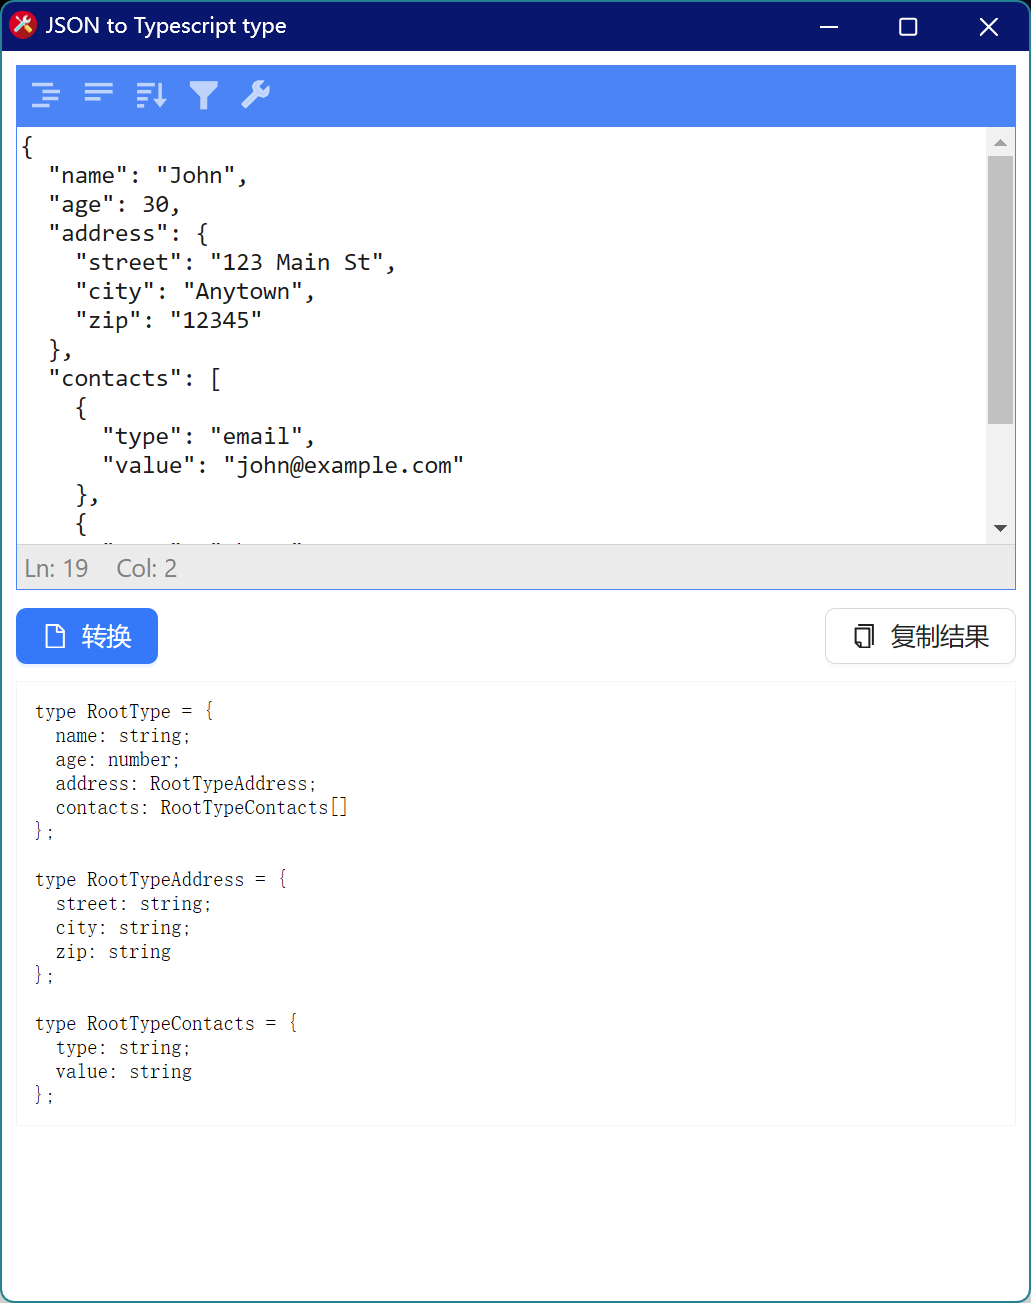 JSON to Typescript type
{
  "name": "John",
  "age": 30,
  "address": {
    "street": "123 Main St",
    "city": "Anytown",
    "zip": "12345"
  },
  "contacts": [
    {
      "type": "email",
      "value": "john@example.com"
    },
    {
Ln: 19 Col: 2
转换 复制结果
type RootType = {
  name: string;
  age: number;
  address: RootTypeAddress;
  contacts: RootTypeContacts[]
};
type RootTypeAddress = {
  street: string;
  city: string;
  zip: string
};
type RootTypeContacts = {
  type: string;
  value: string
};